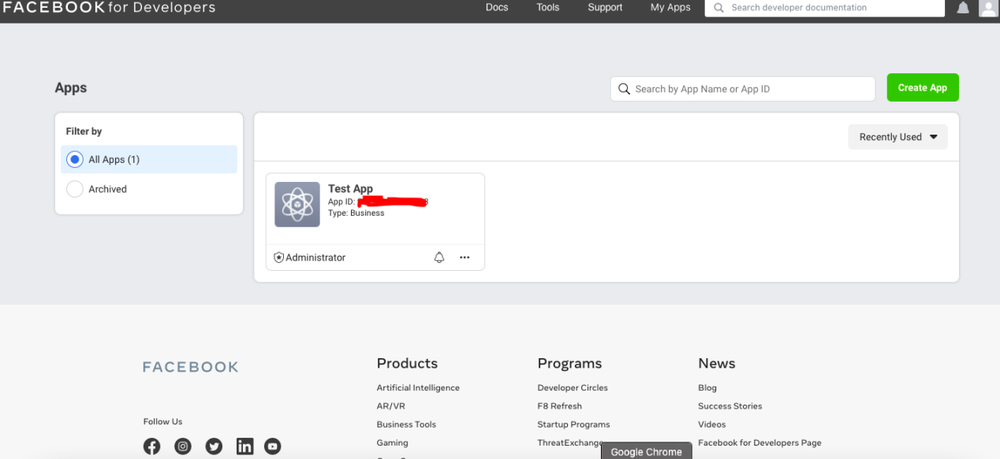 FACEBOOK for Developers
Docs
Tools
Support
My Apps
Search developer documentation
Apps
Search by App Name or App ID
Create App
Filter by
All Apps (1)
Archived
Recently Used
Test App
App ID:
Type: Business
Administrator
FACEBOOK
Follow Us
Products
Artificial Intelligence
AR/VR
Business Tools
Gaming
Programs
Developer Circles
F8 Refresh
Startup Programs
ThreatExchange
News
Blog
Success Stories
Videos
Facebook for Developers Page
Google Chrome